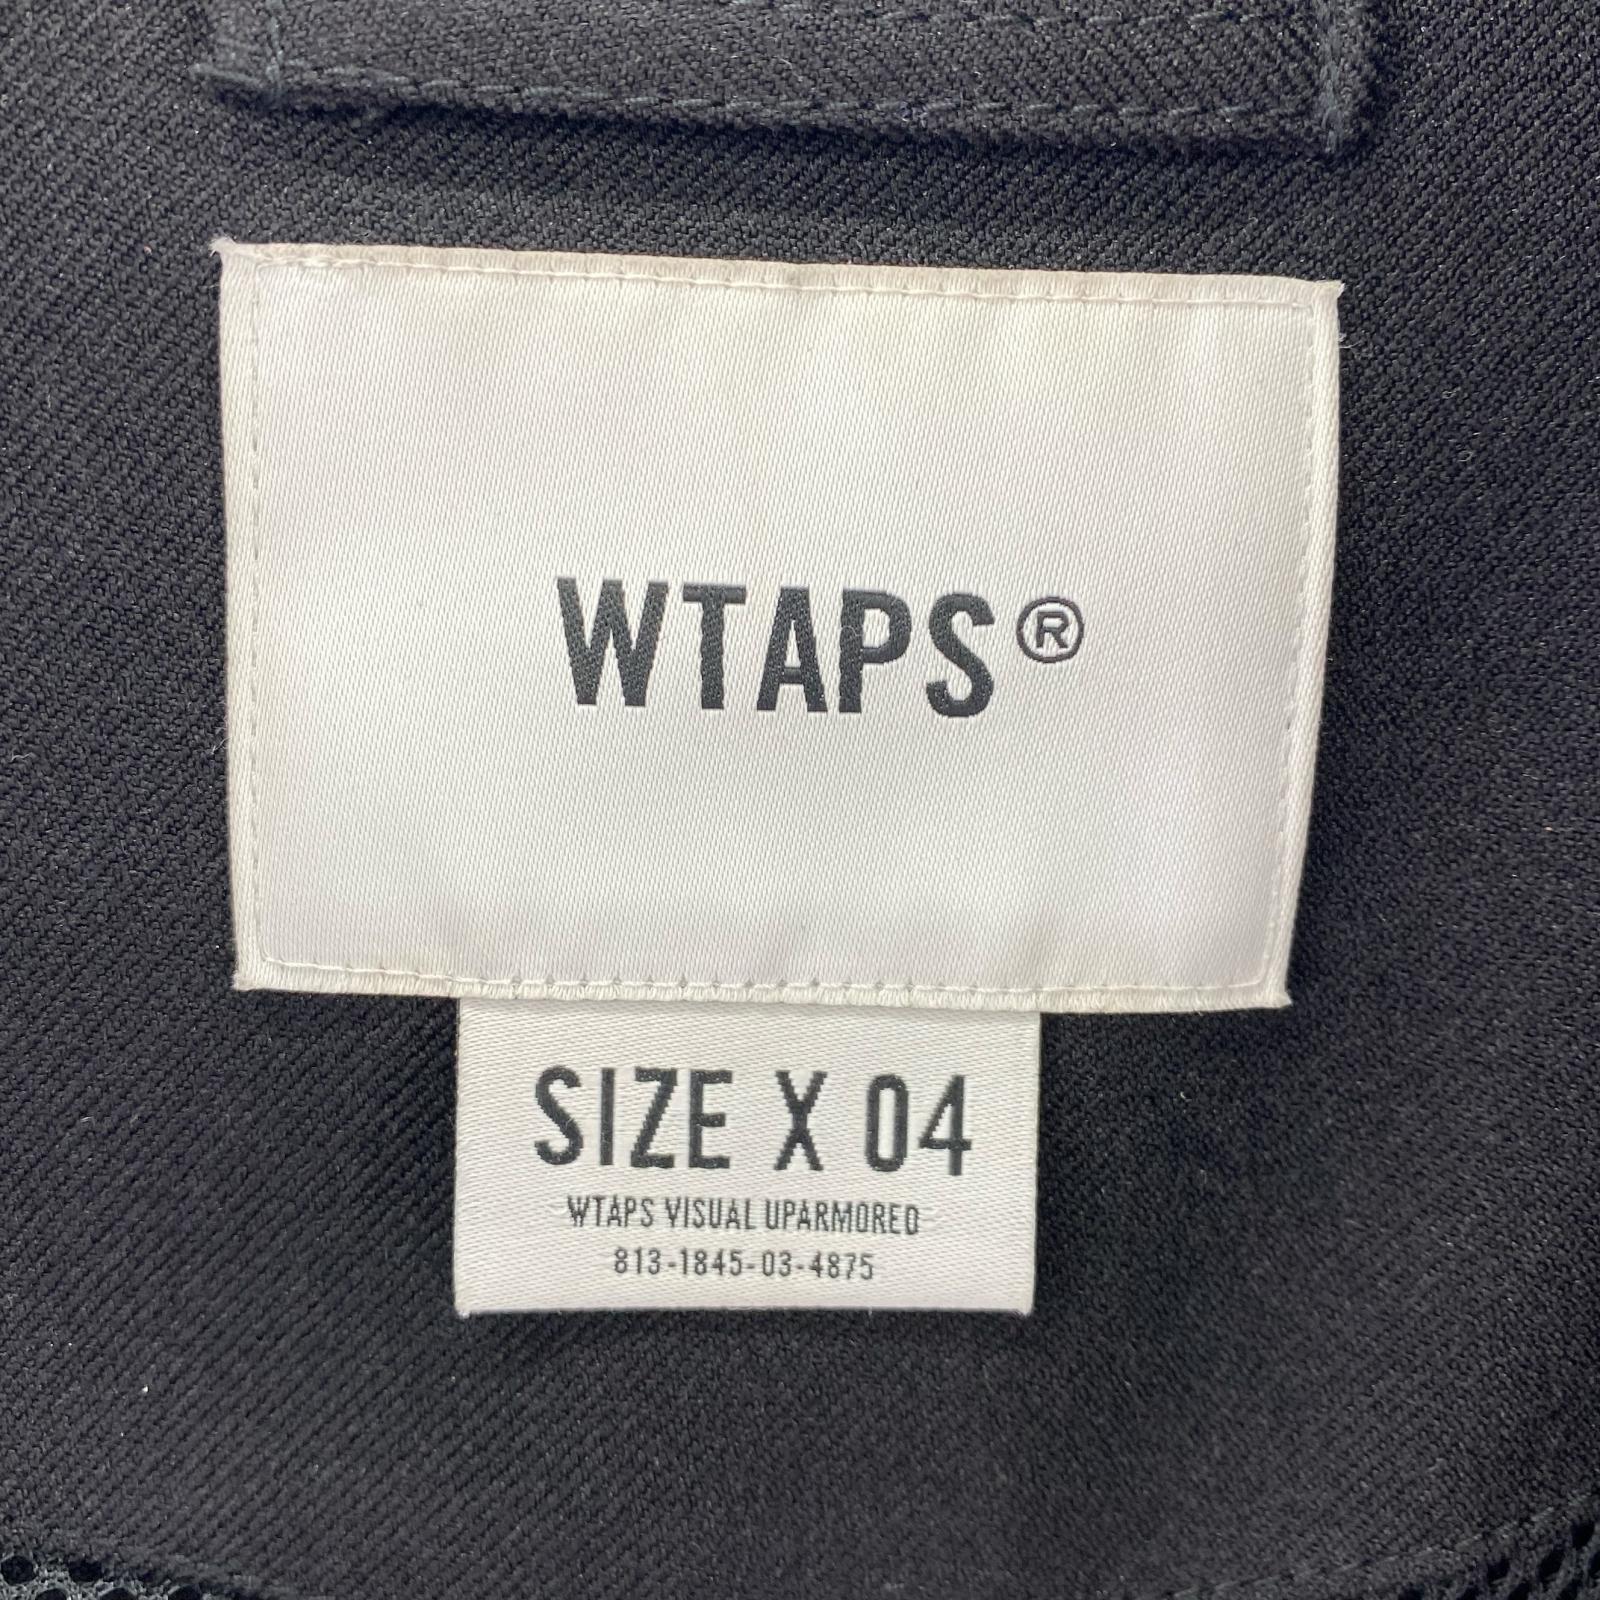 WTAPS®
SIZE X 04
WTAPS VISUAL UPARMORED
813-1845-03-4875